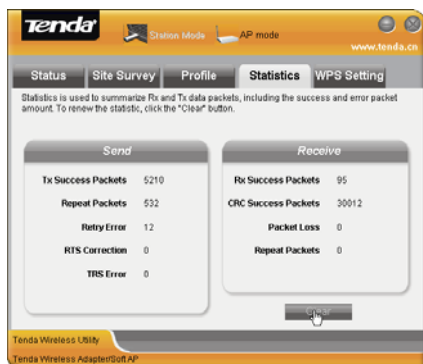 Tenda
Station Mode
AP mode
www.tenda.cn
Status
Site Survey
Profile
Statistics
WPS Setting
Statistics is used to summarize Rx and Tx data packets, including the success and error packet
amount. To renew the statistic, click the "Clear" button.
Send
Tx Success Packets 5210
Repeat Packets 532
Retry Error 12
RTS Correction 0
TRS Error 0
Receive
Rx Success Packets 95
CRC Success Packets 30012
Packet Loss 0
Repeat Packets 0
Clear
Tenda Wireless Utility
Tenda Wireless Adapter/Soft AP